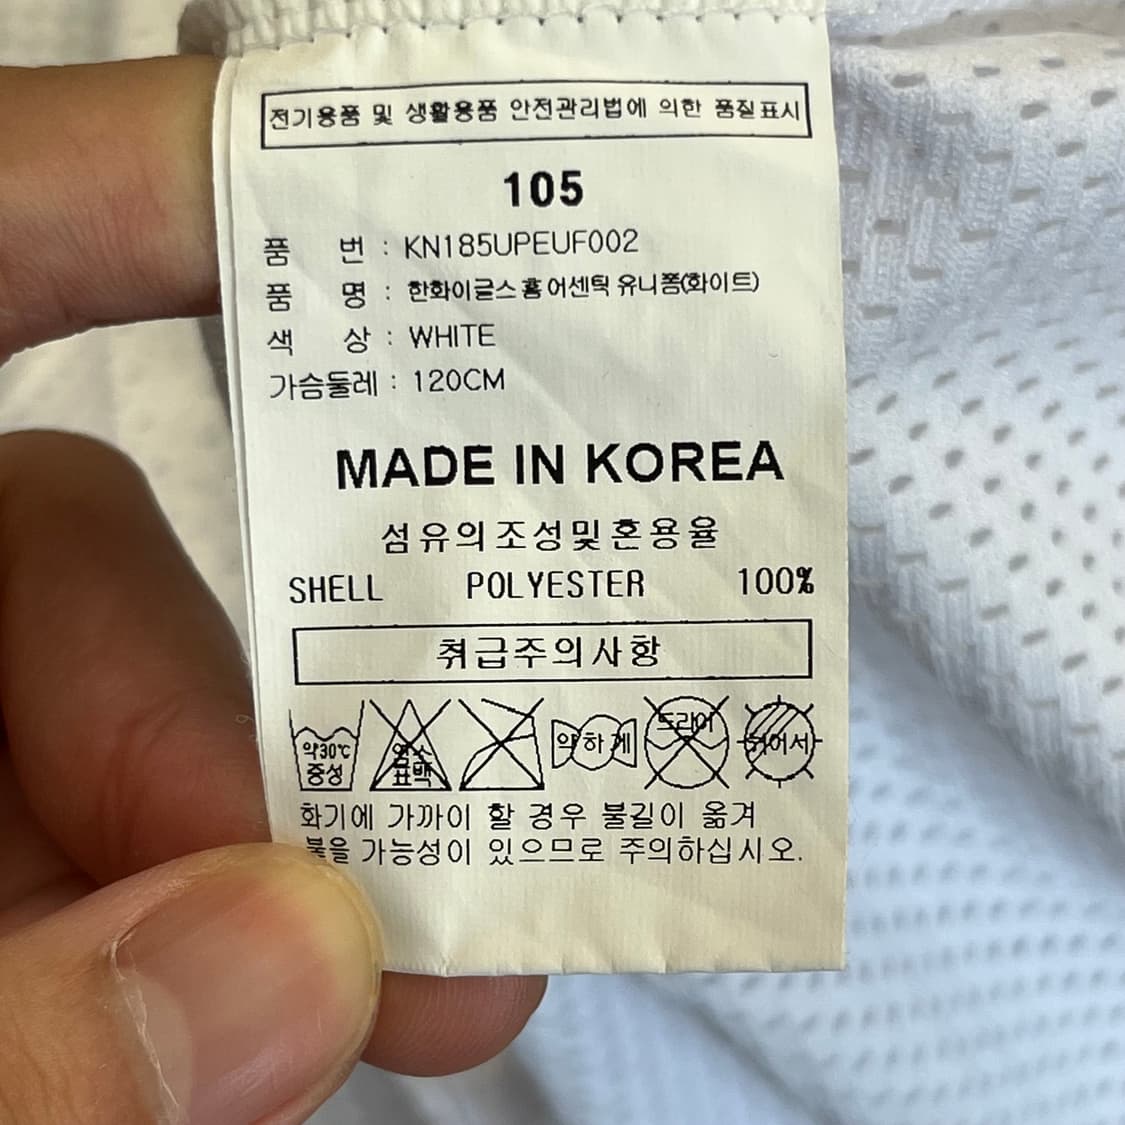 전기용품 및 생활용품 안전관리법에 의한 품질표시
105
품 번 : KN185UPEUF002
품 명 : 한화이글스 홈 어센틱 유니폼(화이트)
색 상 : WHITE
가슴둘레 : 120CM
MADE IN KOREA
섬유의조성및혼용율
SHELL POLYESTER 100%
취급주의사항
약30℃ 중성
염소 표백
약하게
드라이
뉘어서
화기에 가까이 할 경우 불길이 옮겨
붙을 가능성이 있으므로 주의하십시오.